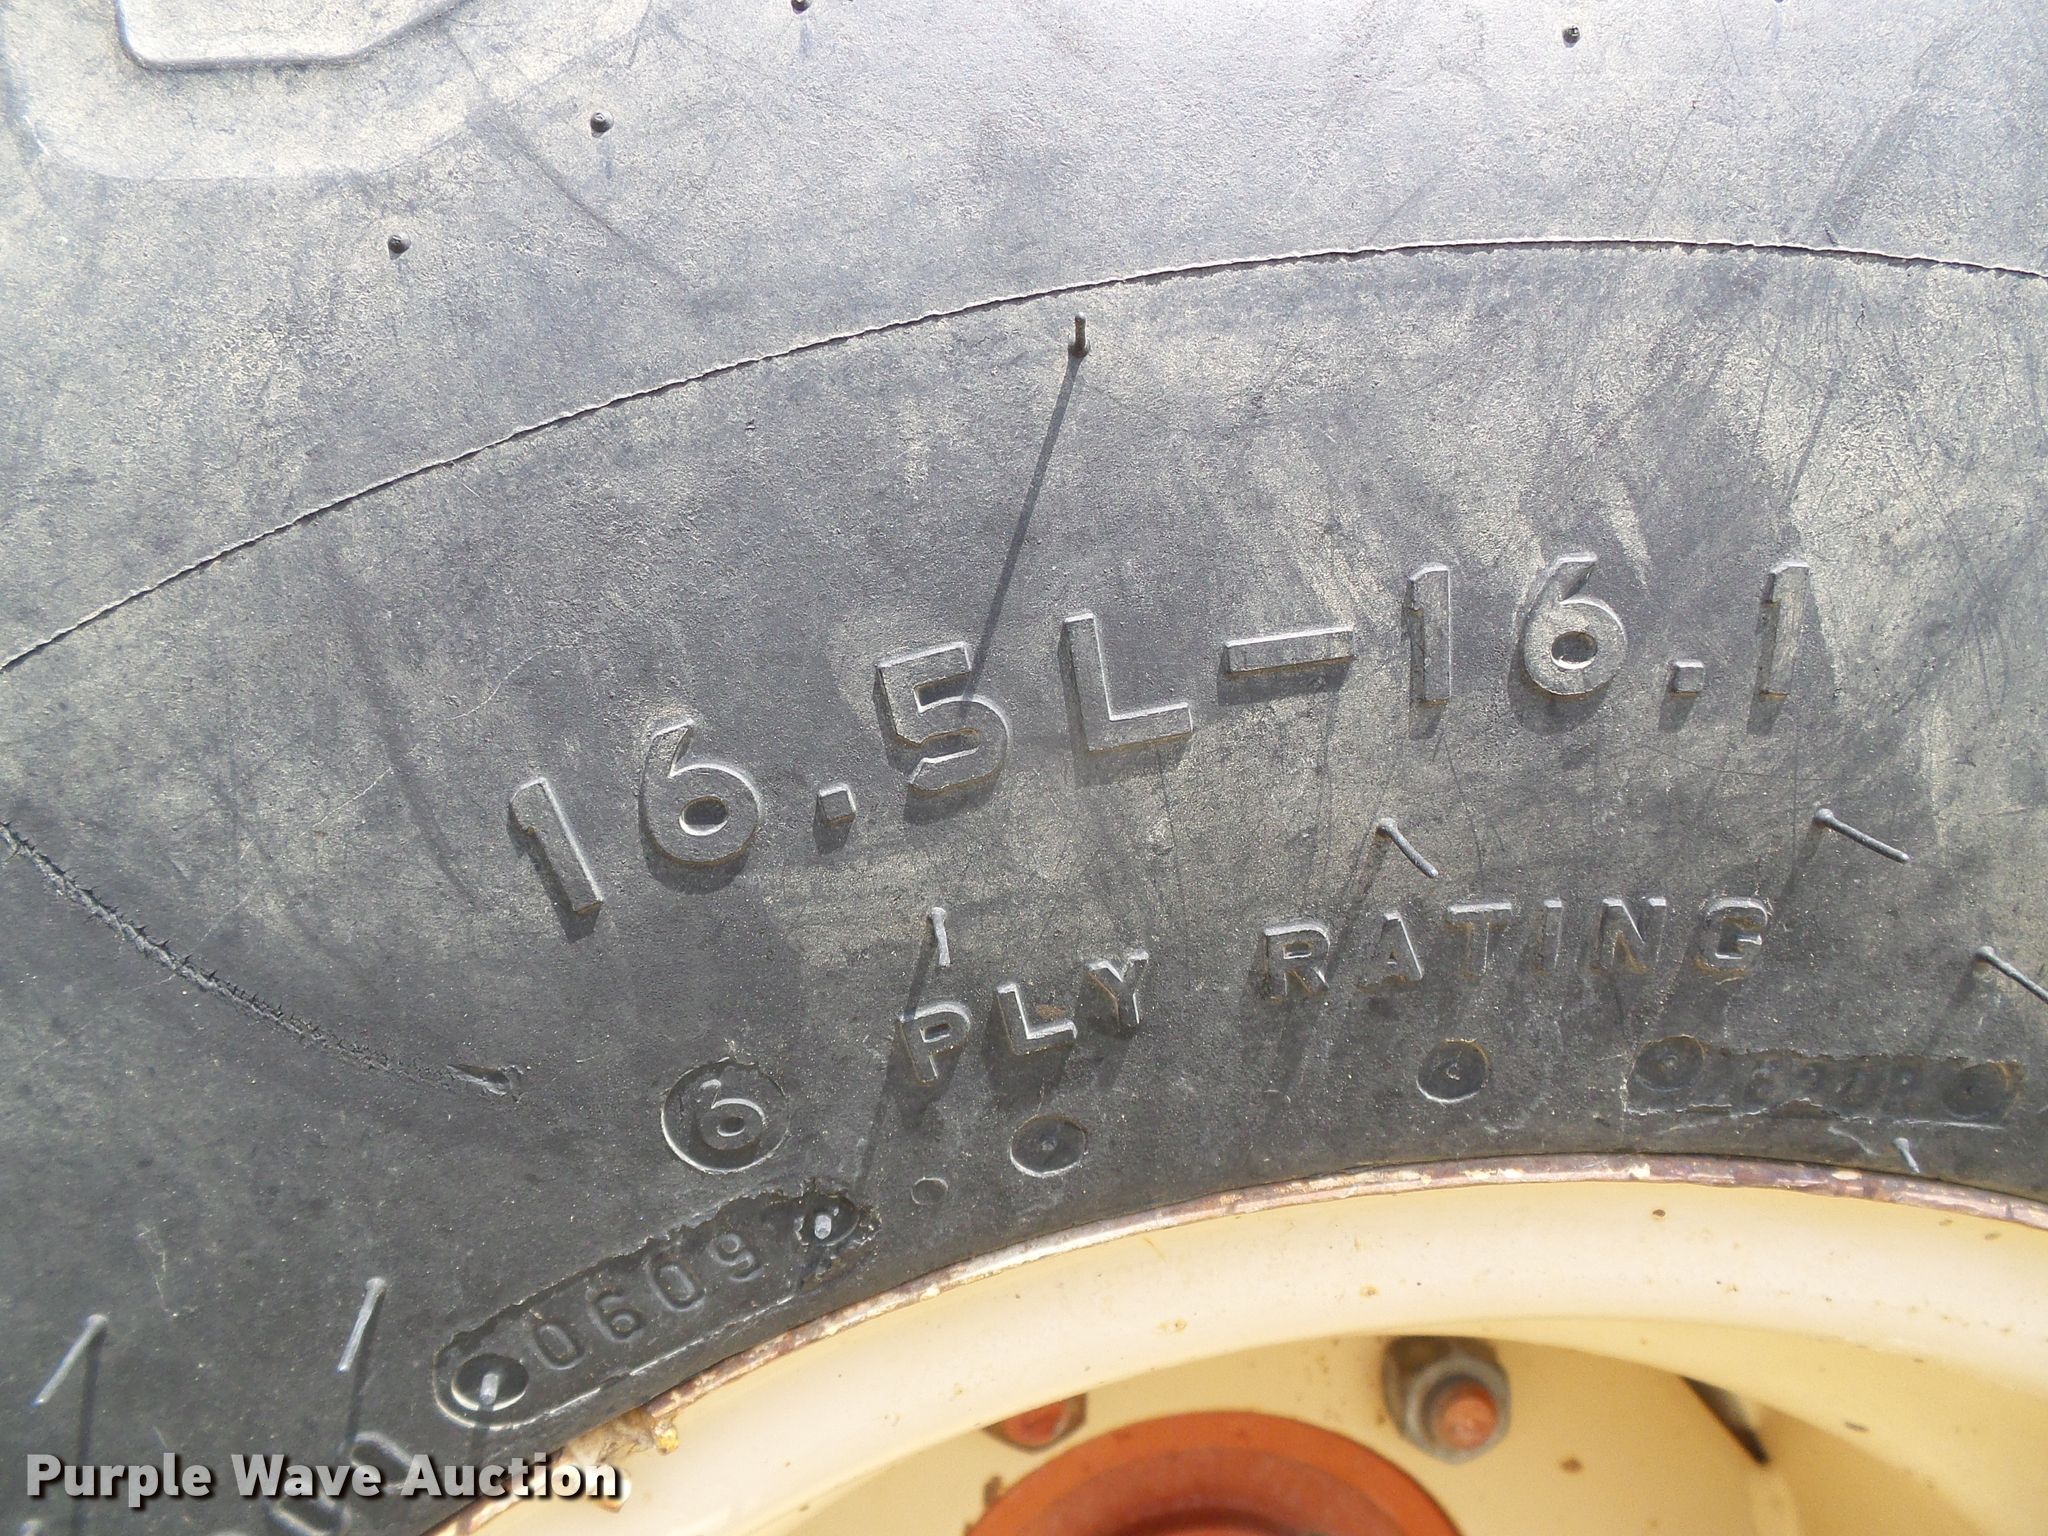 16.5L-16.1
6 PLY RATING
0609
Purple Wave Auction